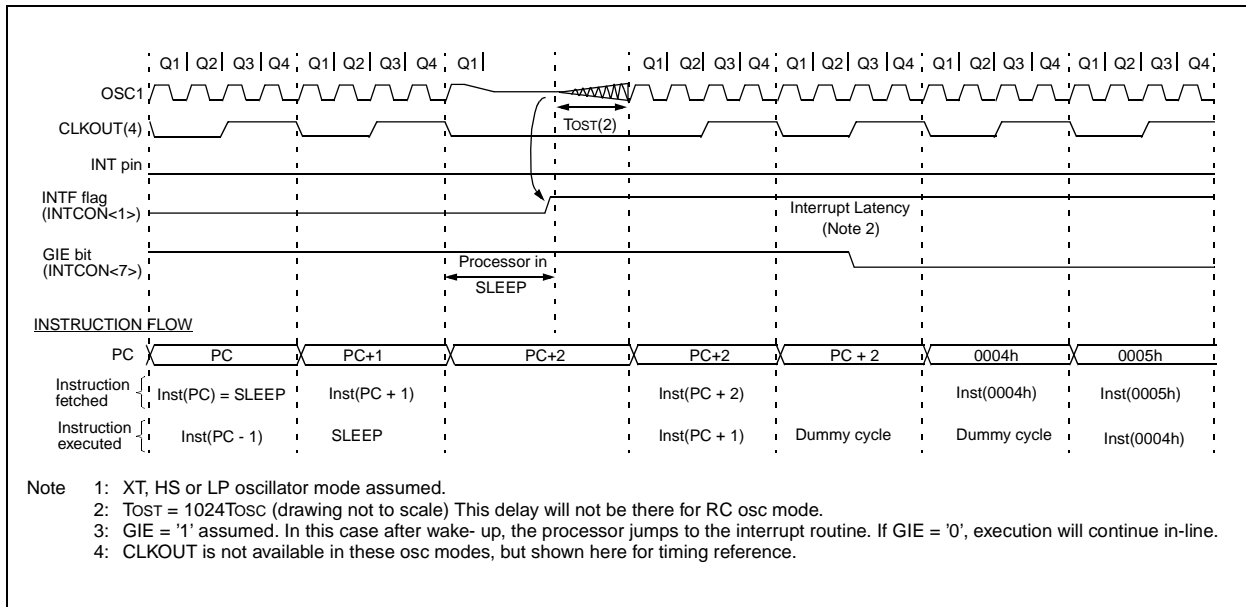 Q1 Q2 Q3 Q4 Q1 Q2 Q3 Q4 Q1 Q1 Q2 Q3 Q4 Q1 Q2 Q3 Q4 Q1 Q2 Q3 Q4 Q1 Q2 Q3 Q4
OSC1
TOST(2)
CLKOUT(4)
INT pin
INTF flag
(INTCON<1>)
Interrupt Latency
(Note 2)
GIE bit
(INTCON<7>)
Processor in
SLEEP
INSTRUCTION FLOW
PC PC PC+1 PC+2 PC+2 PC + 2 0004h 0005h
Instruction
fetched
Inst(PC) = SLEEP Inst(PC + 1) Inst(PC + 2) Inst(0004h) Inst(0005h)
Instruction
executed
Inst(PC - 1) SLEEP Inst(PC + 1) Dummy cycle Dummy cycle Inst(0004h)
Note 1: XT, HS or LP oscillator mode assumed.
2: TOST = 1024TOSC (drawing not to scale) This delay will not be there for RC osc mode.
3: GIE = '1' assumed. In this case after wake- up, the processor jumps to the interrupt routine. If GIE = '0', execution will continue in-line.
4: CLKOUT is not available in these osc modes, but shown here for timing reference.